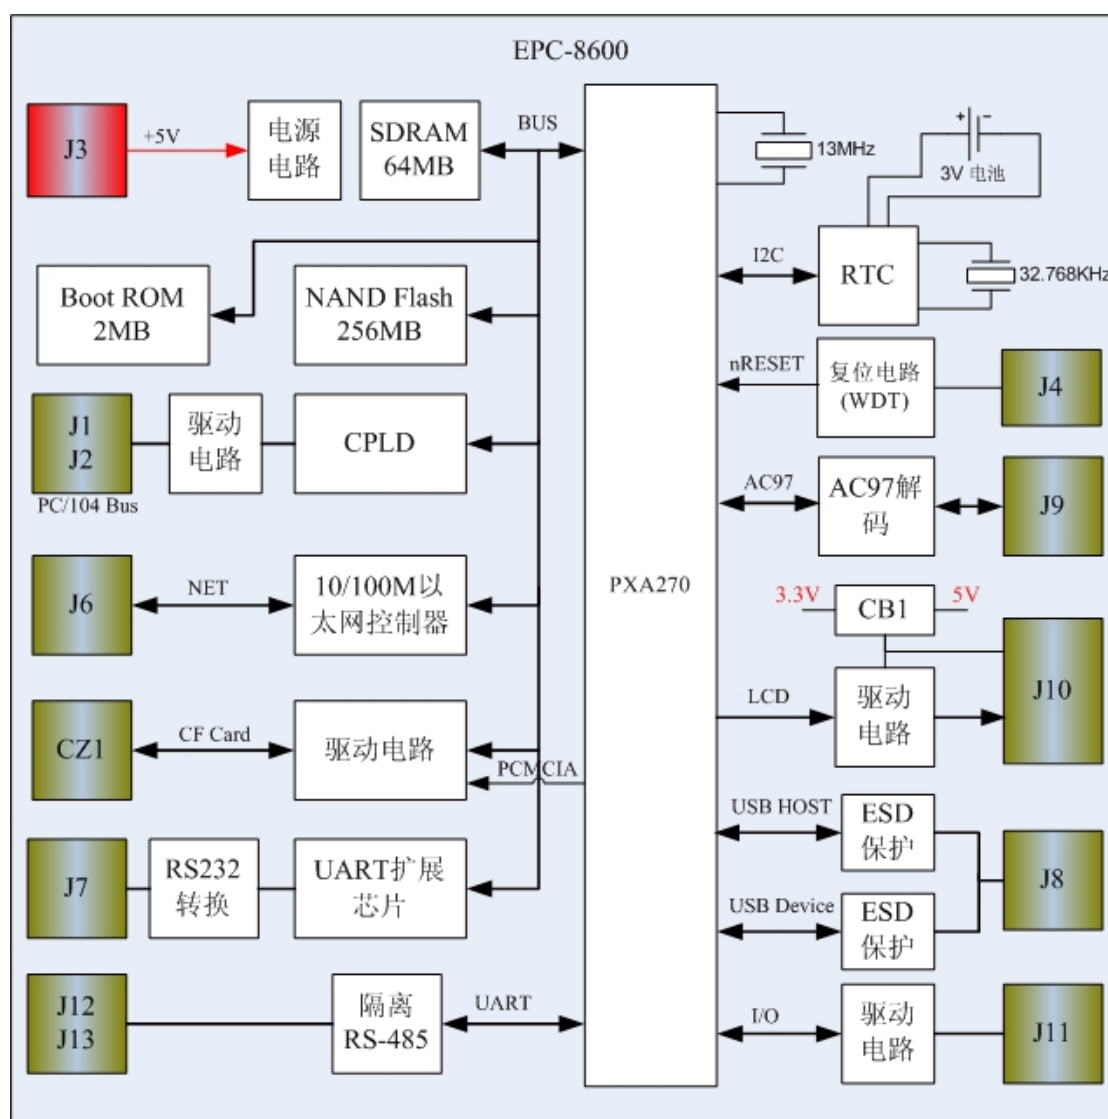 EPC-8600
J3
+5V
电源
电路
SDRAM
64MB
BUS
13MHz
+
−
3V 电池
Boot ROM
2MB
NAND Flash
256MB
I2C
RTC
32.768KHz
nRESET
复位电路
(WDT)
J4
J1
J2
PC/104 Bus
驱动
电路
CPLD
AC97
AC97解
码
J9
PXA270
J6
NET
10/100M以
太网控制器
3.3V
CB1
5V
J10
LCD
驱动
电路
CZ1
CF Card
驱动电路
PCMCIA
USB HOST
ESD
保护
J8
USB Device
ESD
保护
J7
RS232
转换
UART扩展
芯片
J12
J13
隔离
RS-485
UART
I/O
驱动
电路
J11